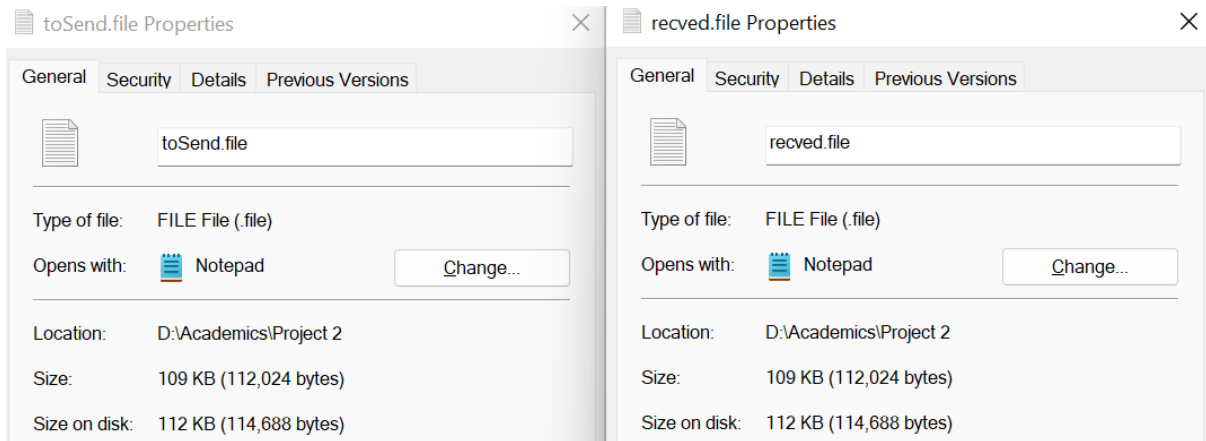 toSend.file Properties
General Security Details Previous Versions
toSend.file
Type of file: FILE File (.file)
Opens with: Notepad Change...
Location: D:\Academics\Project 2
Size: 109 KB (112,024 bytes)
Size on disk: 112 KB (114,688 bytes)
recved.file Properties
General Security Details Previous Versions
recved.file
Type of file: FILE File (.file)
Opens with: Notepad Change...
Location: D:\Academics\Project 2
Size: 109 KB (112,024 bytes)
Size on disk: 112 KB (114,688 bytes)